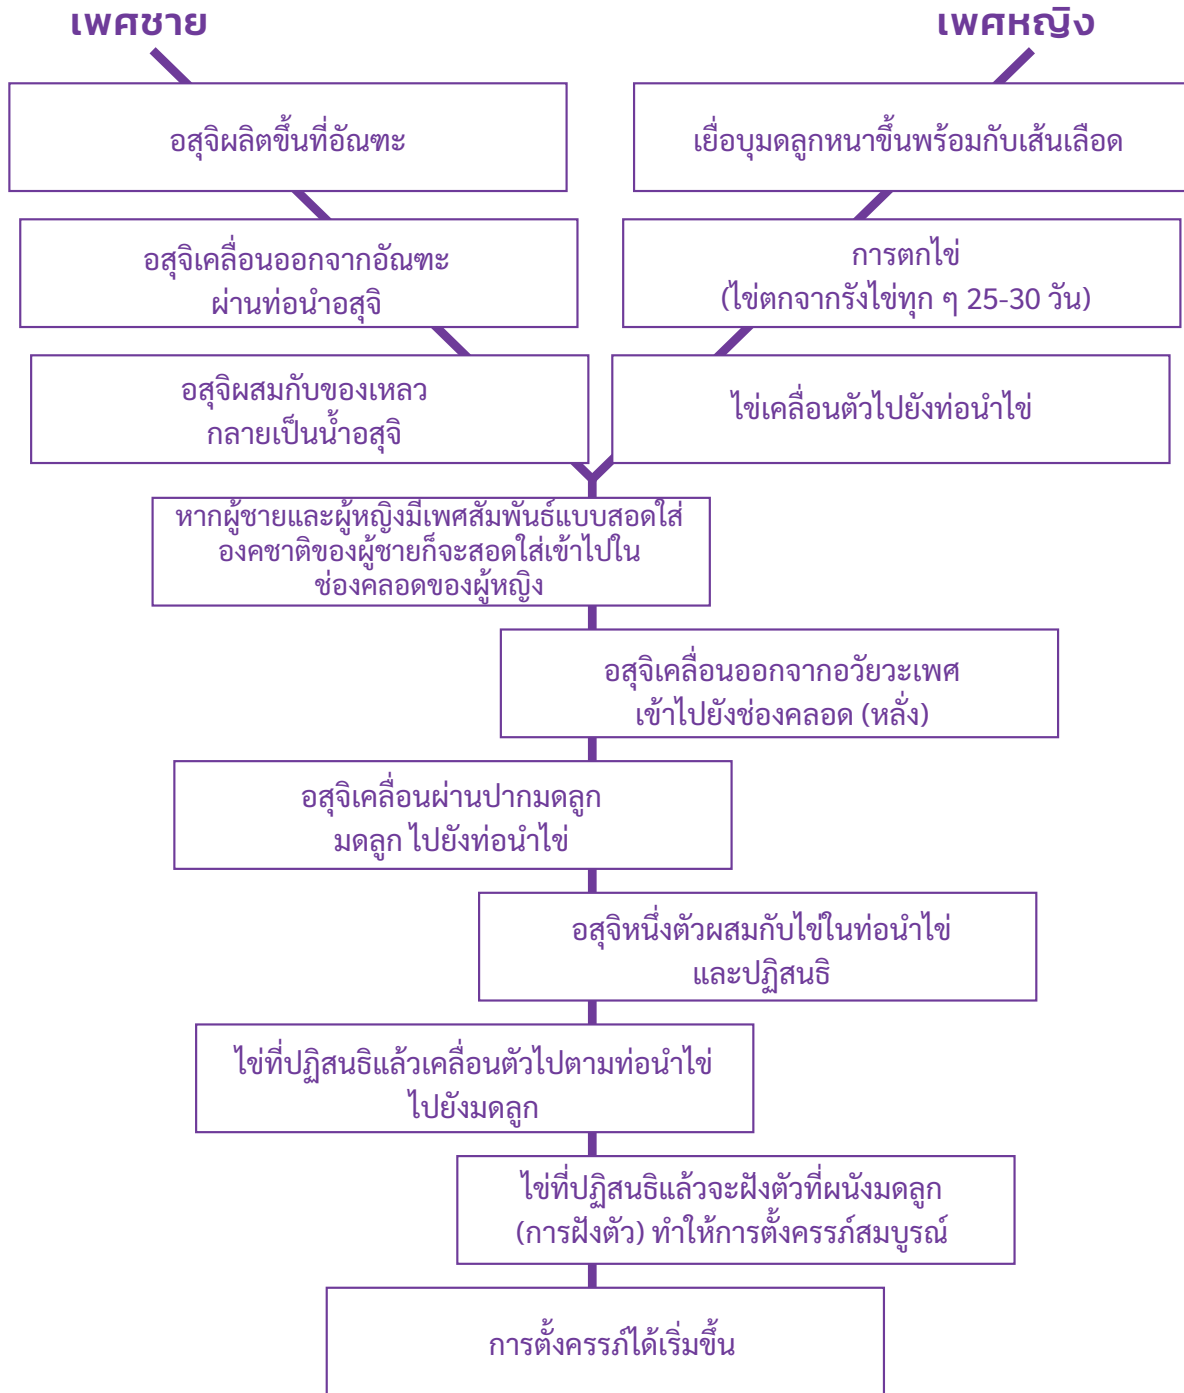 เพศชาย
เพศหญิง
อสุจิผลิตขึ้นที่อัณฑะ
เยื่อบุมดลูกหนาขึ้นพร้อมกับเส้นเลือด
อสุจิเคลื่อนออกจากอัณฑะ
ผ่านท่อนำอสุจิ
การตกไข่
(ไข่ตกจากรังไข่ทุก ๆ 25-30 วัน)
อสุจิผสมกับของเหลว
กลายเป็นน้ำอสุจิ
ไข่เคลื่อนตัวไปยังท่อนำไข่
หากผู้ชายและผู้หญิงมีเพศสัมพันธ์แบบสอดใส่
องคชาติของผู้ชายก็จะสอดใส่เข้าไปใน
ช่องคลอดของผู้หญิง
อสุจิเคลื่อนออกจากอวัยวะเพศ
เข้าไปยังช่องคลอด (หลั่ง)
อสุจิเคลื่อนผ่านปากมดลูก
มดลูก ไปยังท่อนำไข่
อสุจิหนึ่งตัวผสมกับไข่ในท่อนำไข่
และปฏิสนธิ
ไข่ที่ปฏิสนธิแล้วเคลื่อนตัวไปตามท่อนำไข่
ไปยังมดลูก
ไข่ที่ปฏิสนธิแล้วจะฝังตัวที่ผนังมดลูก
(การฝังตัว) ทำให้การตั้งครรภ์สมบูรณ์
การตั้งครรภ์ได้เริ่มขึ้น